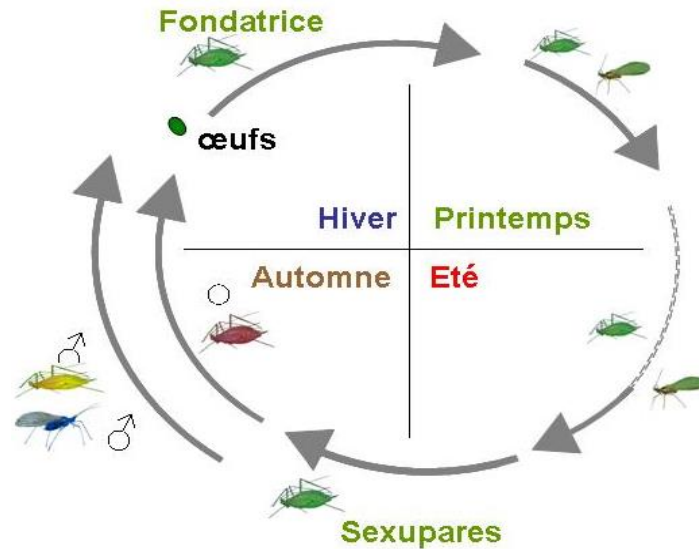 Fondatrice
œufs
Hiver
Printemps
Automne
Eté
♂
♂
Sexupares